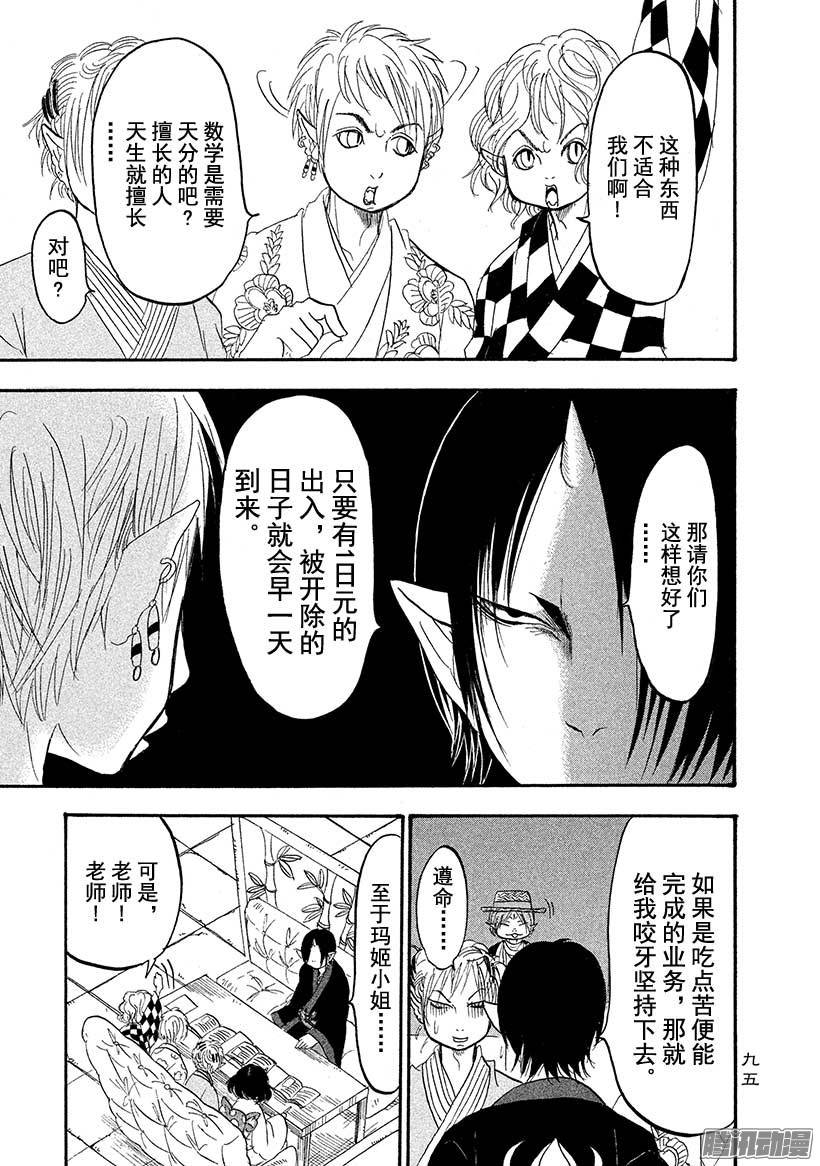 这种东西
不适合
我们啊！
数学是需要
天分的吧？
擅长的人
天生就擅长
……
对吧？
那请你们
这样想好了
……
只要有1日元的
出入，被开除的
日子就会早一天
到来。
如果是吃点苦便能
完成的业务，那就
给我咬牙坚持下去。
遵命……
至于玛姬小姐……
可是，
老师！
老师！
九五
腾讯动漫